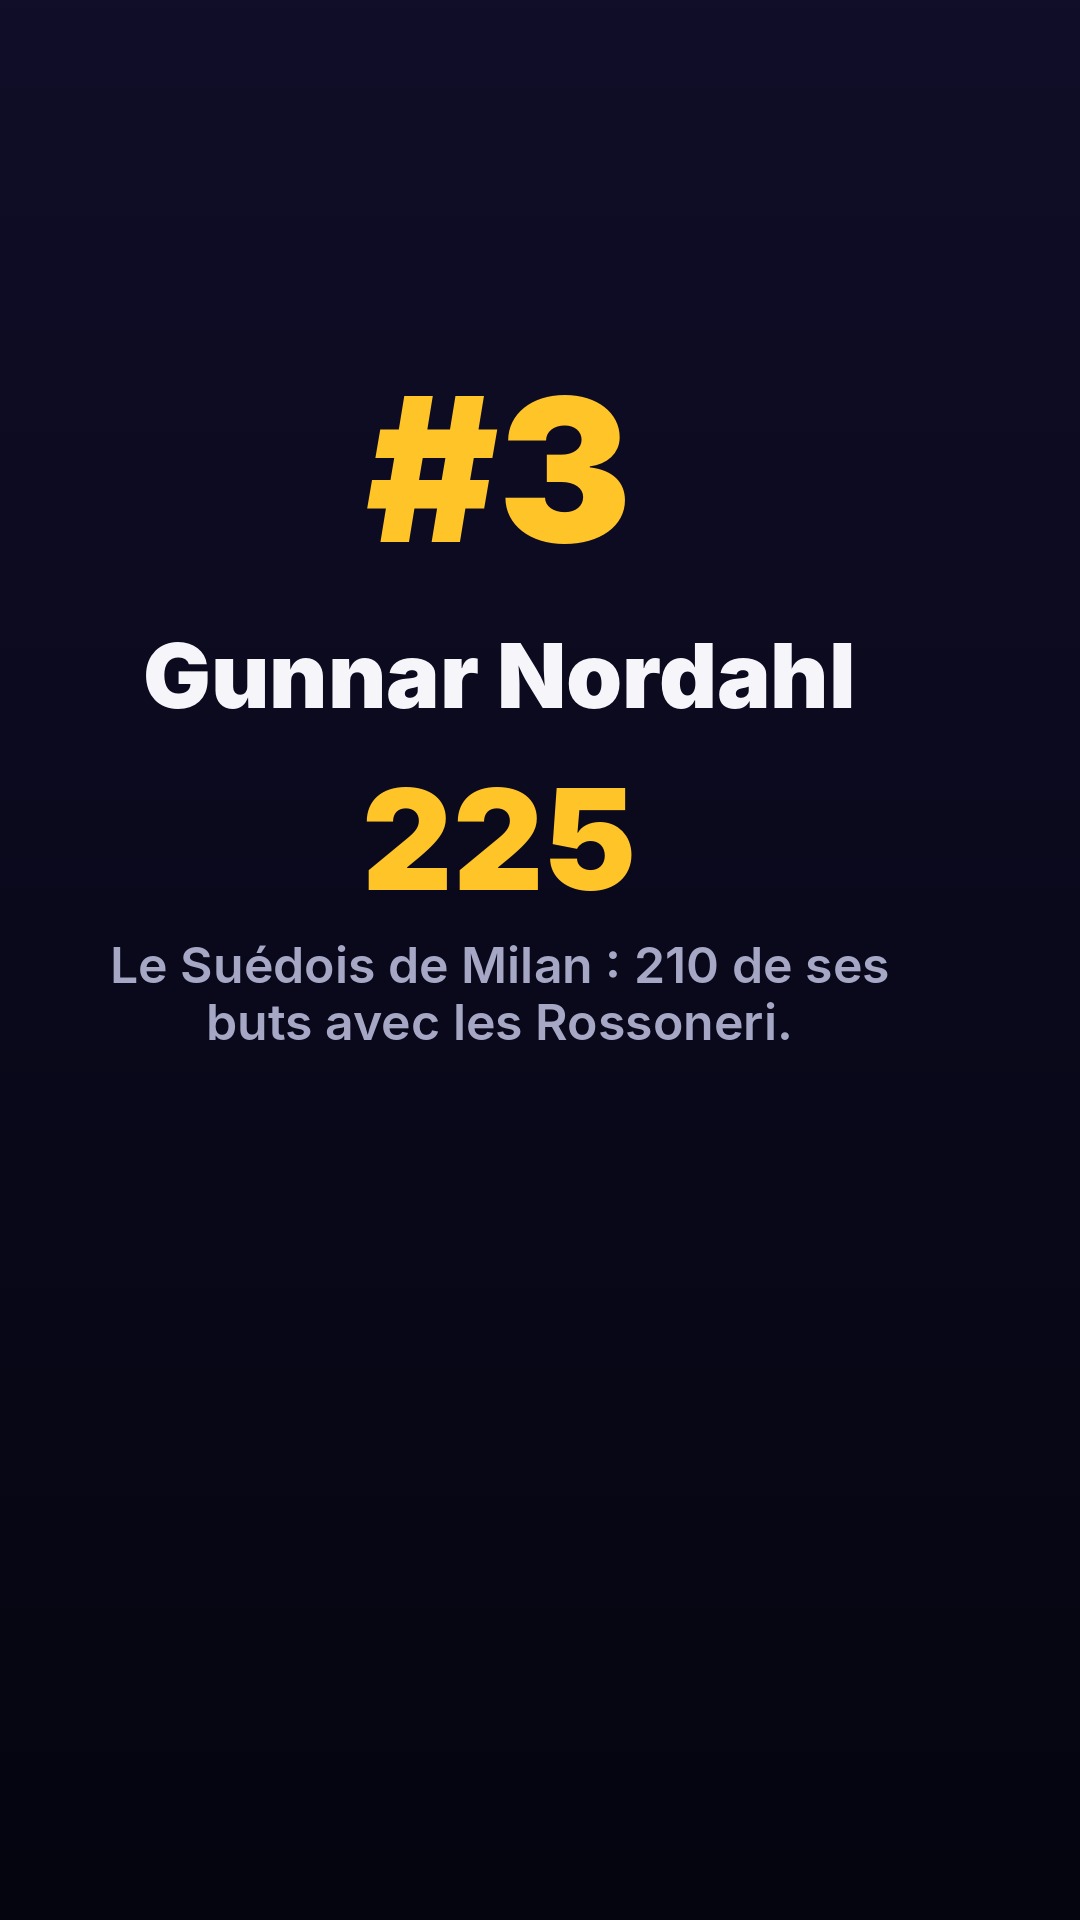 #3
Gunnar Nordahl
225
Le Suédois de Milan : 210 de ses
buts avec les Rossoneri.